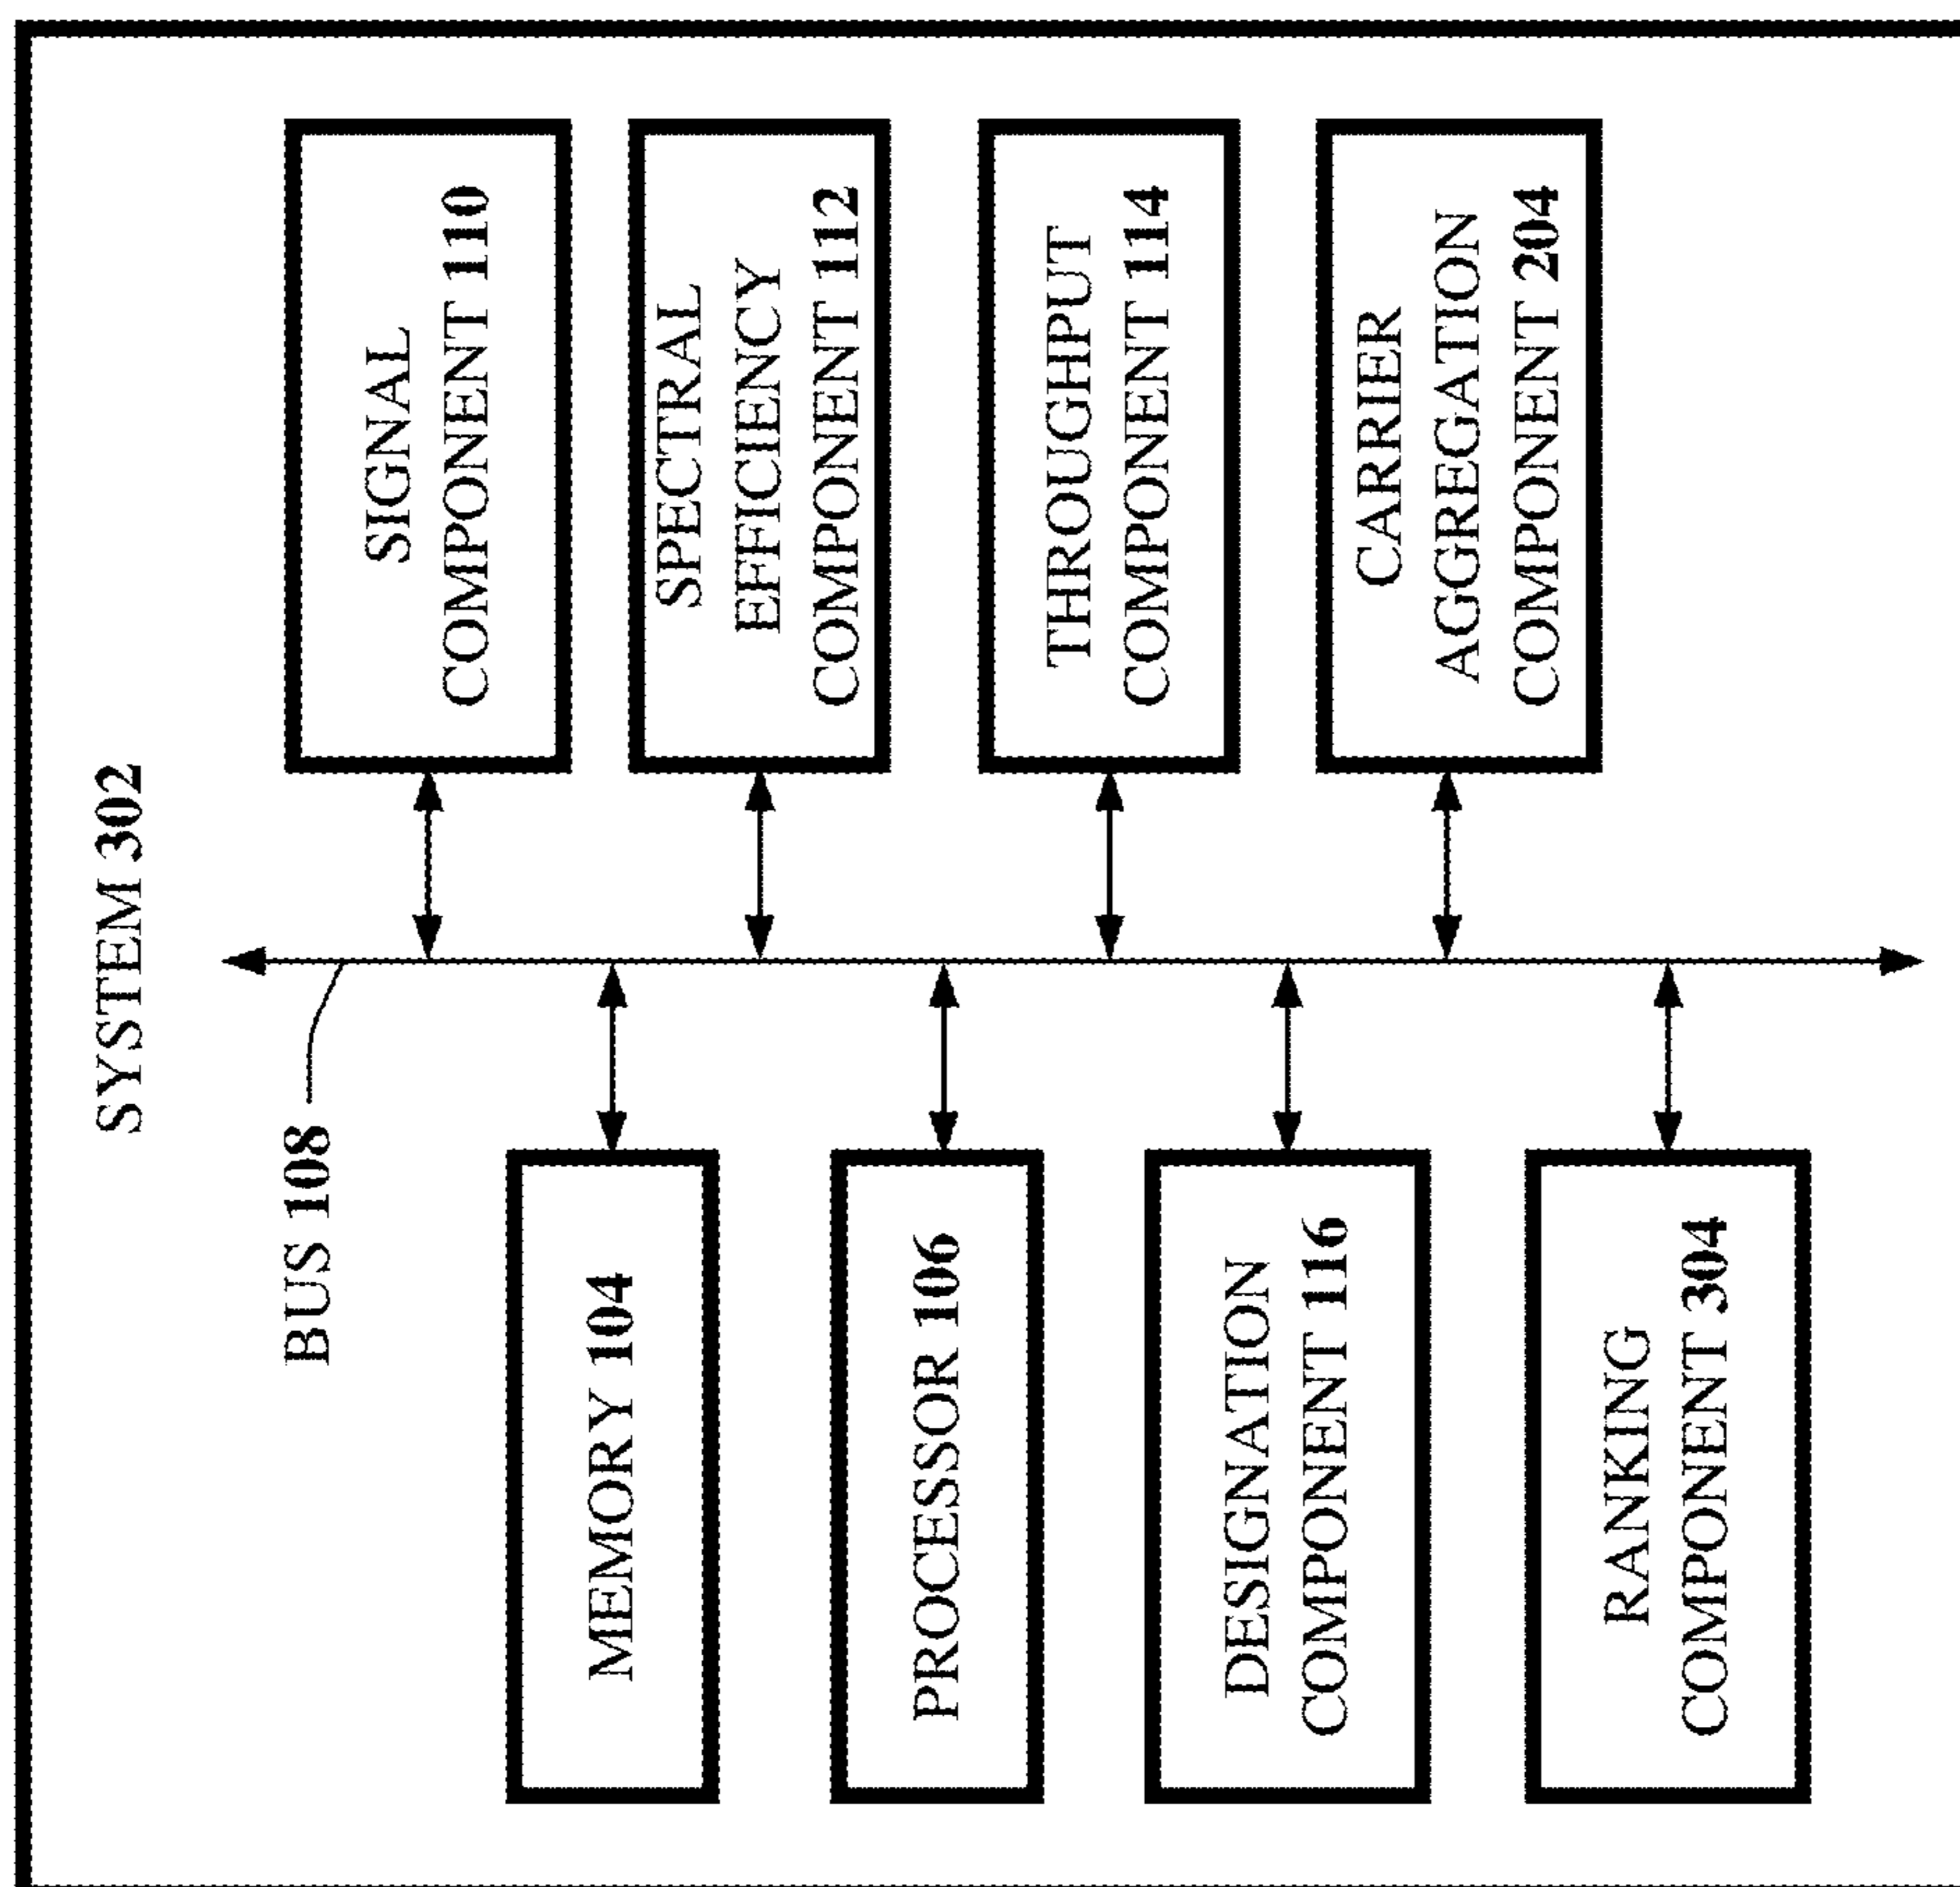 SYSTEM 302
BUS 108
MEMORY 104
PROCESSOR 106
DESIGNATION
COMPONENT 116
RANKING
COMPONENT 304
SIGNAL
COMPONENT 110
SPECTRAL
EFFICIENCY
COMPONENT 112
THROUGHPUT
COMPONENT 114
CARRIER
AGGREGATION
COMPONENT 204